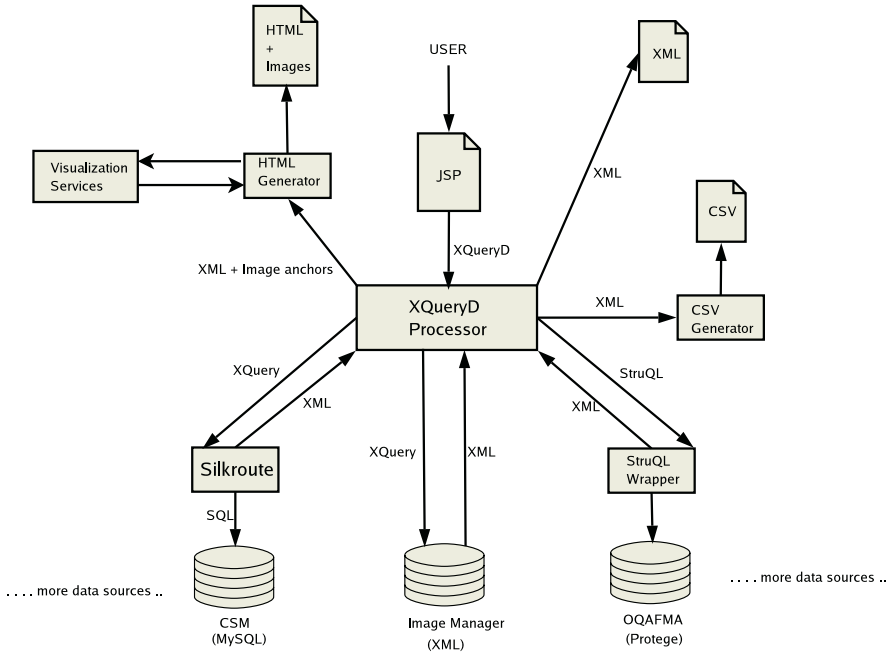 HTML
+
Images
USER
XML
Visualization
Services
HTML
Generator
JSP
XML
CSV
XQueryD
XML + Image anchors
XQueryD
Processor
XML
CSV
Generator
XQuery
XML
StruQL
XML
XQuery
XML
Silkroute
StruQL
Wrapper
SQL
. . . . more data sources ..
. . . . more data sources ..
CSM
(MySQL)
Image Manager
(XML)
OQAFMA
(Protege)